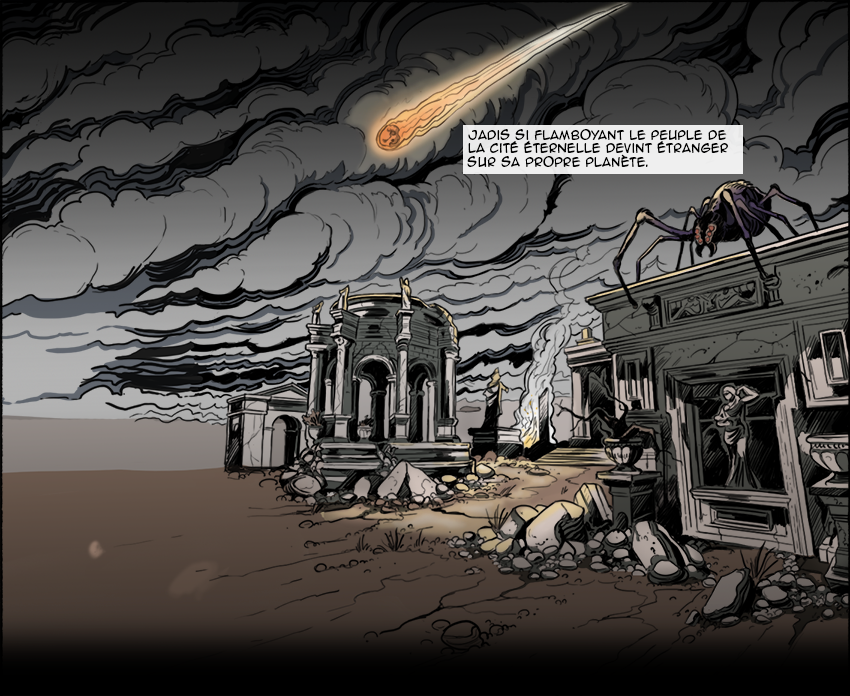 JADIS SI FLAMBOYANT LE PEUPLE DE
LA CITÉ ÉTERNELLE DEVINT ÉTRANGER
SUR SA PROPRE PLANÈTE.